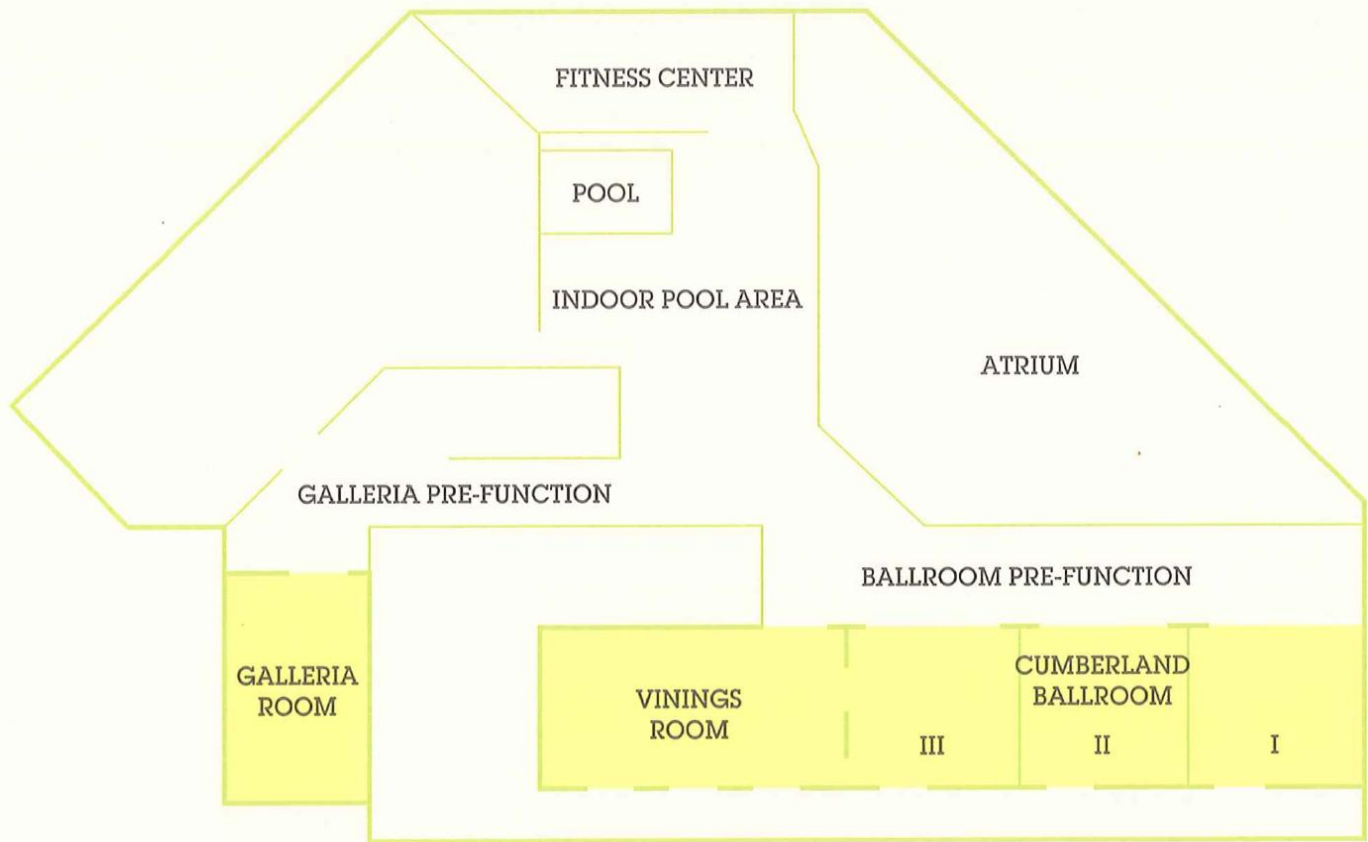 FITNESS CENTER
POOL
INDOOR POOL AREA
ATRIUM
GALLERIA PRE-FUNCTION
BALLROOM PRE-FUNCTION
GALLERIA
ROOM
VININGS
ROOM
CUMBERLAND
BALLROOM
III
II
I